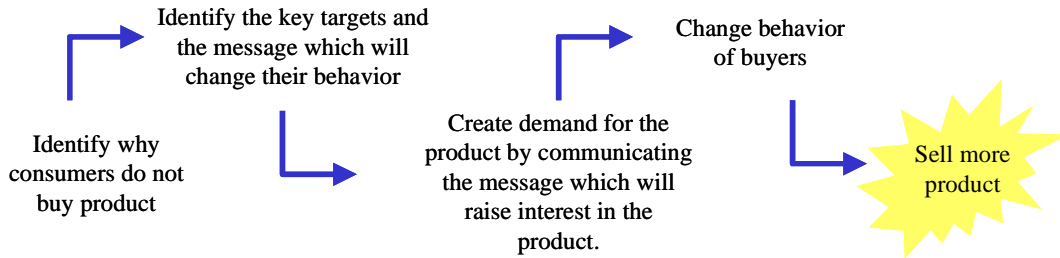 Identify why
consumers do not
buy product
Identify the key targets and
the message which will
change their behavior
Create demand for the
product by communicating
the message which will
raise interest in the
product.
Change behavior
of buyers
Sell more
product